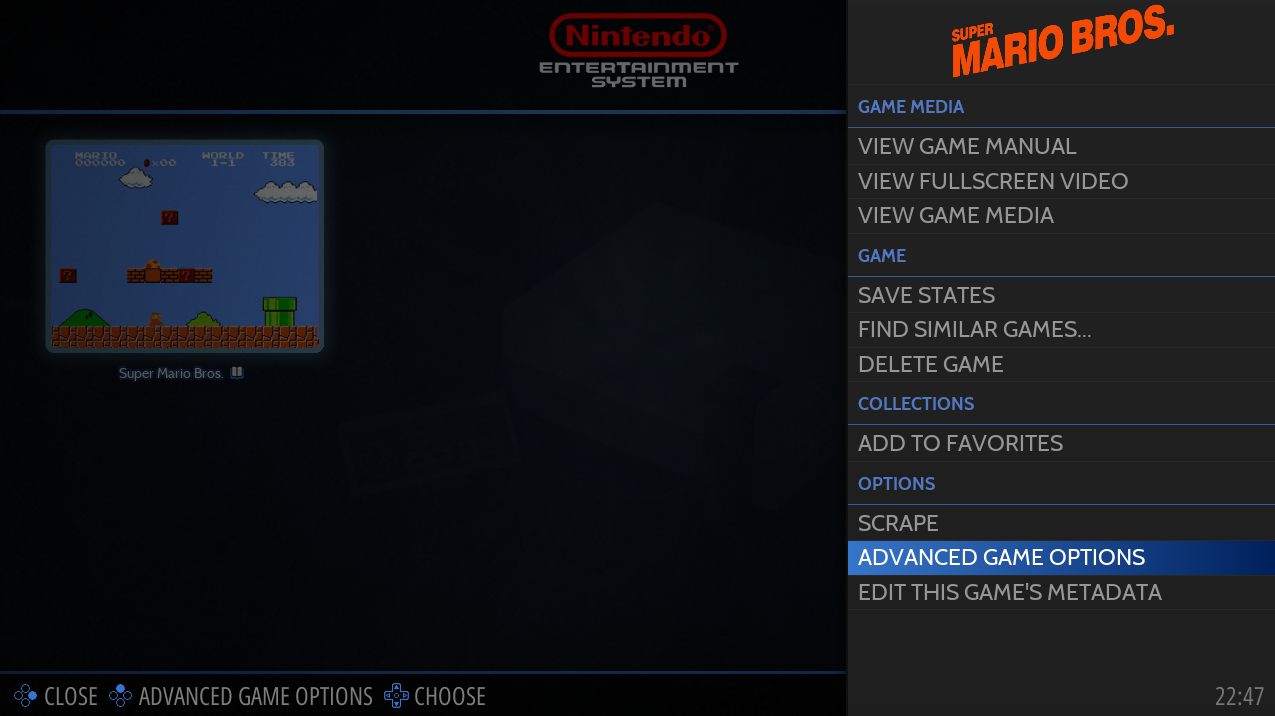 Nintendo
ENTERTAINMENT
SYSTEM
MARIO WORLD TIME
000000 ×00 1-1 383
?
? ?
Super Mario Bros.
SUPER
MARIO BROS.
GAME MEDIA
VIEW GAME MANUAL
VIEW FULLSCREEN VIDEO
VIEW GAME MEDIA
GAME
SAVE STATES
FIND SIMILAR GAMES...
DELETE GAME
COLLECTIONS
ADD TO FAVORITES
OPTIONS
SCRAPE
ADVANCED GAME OPTIONS
EDIT THIS GAME'S METADATA
CLOSE ADVANCED GAME OPTIONS CHOOSE
22:47